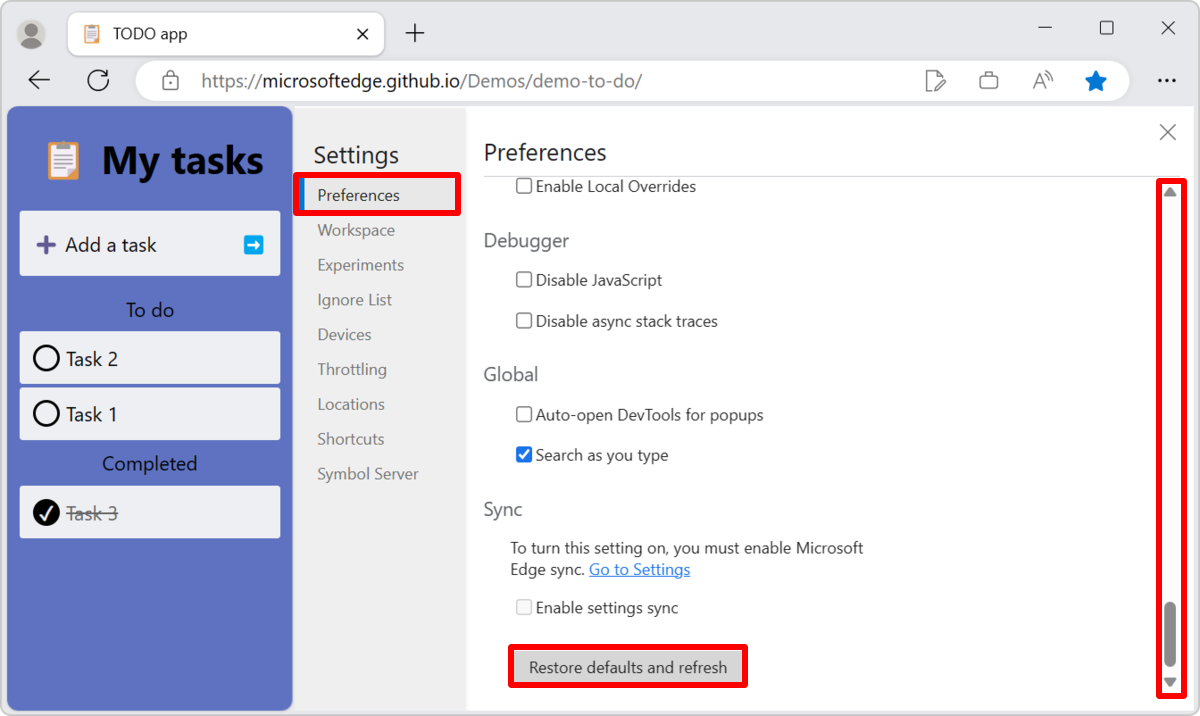 TODO app
https://microsoftedge.github.io/Demos/demo-to-do/
My tasks
Add a task
To do
Task 2
Task 1
Completed
Task 3
Settings
Preferences
Workspace
Experiments
Ignore List
Devices
Throttling
Locations
Shortcuts
Symbol Server
Preferences
Enable Local Overrides
Debugger
Disable JavaScript
Disable async stack traces
Global
Auto-open DevTools for popups
Search as you type
Sync
To turn this setting on, you must enable Microsoft
Edge sync. Go to Settings
Enable settings sync
Restore defaults and refresh